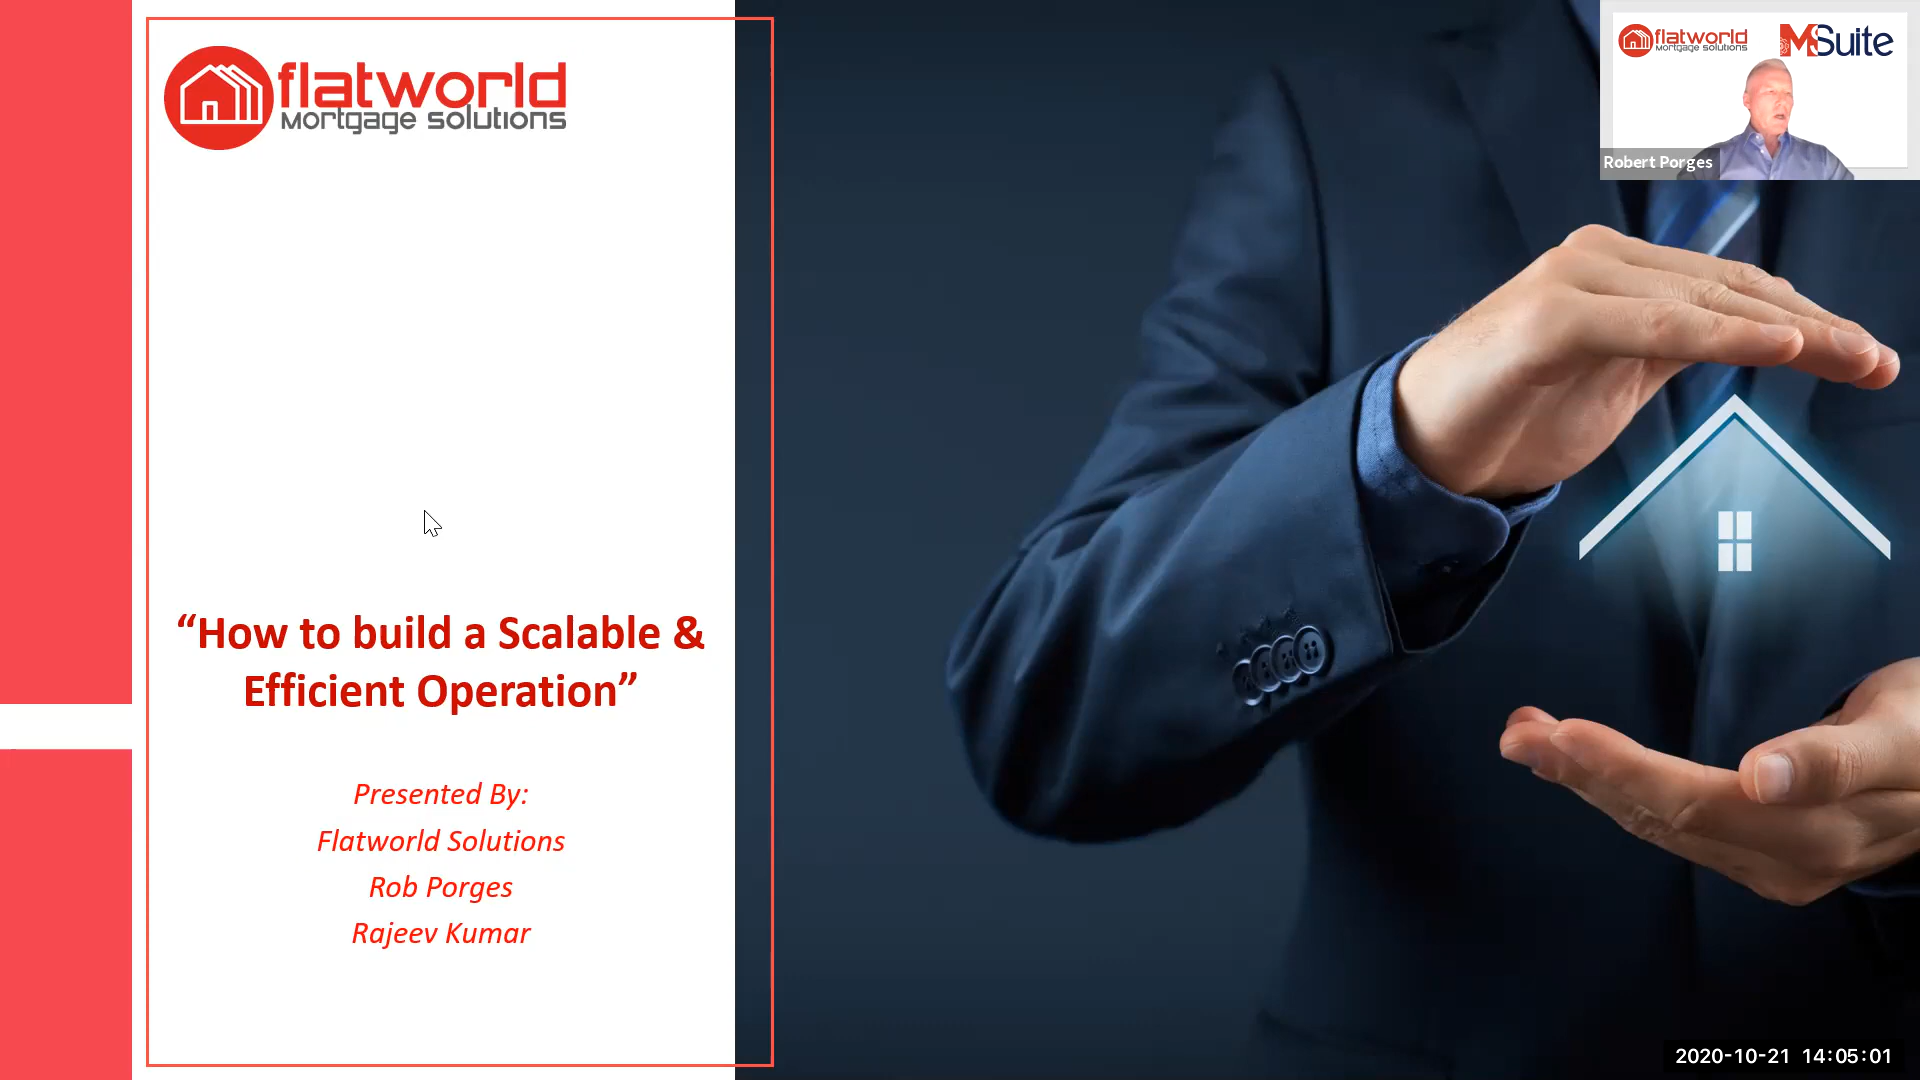 flatworld
Mortgage solutions
flatworld
Mortgage solutions
MSuite
Robert Porges
“How to build a Scalable &
Efficient Operation”
Presented By:
Flatworld Solutions
Rob Porges
Rajeev Kumar
2020-10-21 14:05:01